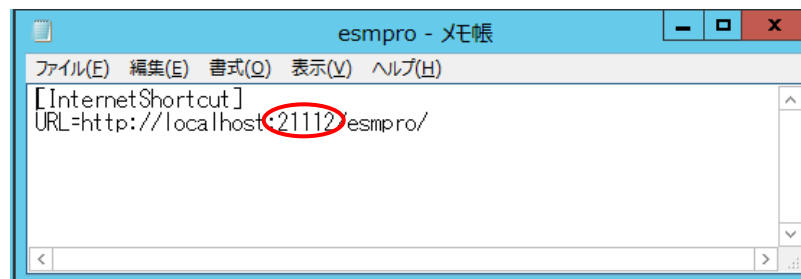 esmpro - メモ帳
ファイル(F) 編集(E) 書式(O) 表示(V) ヘルプ(H)
[InternetShortcut]
URL=http://localhost:21112/esmpro/